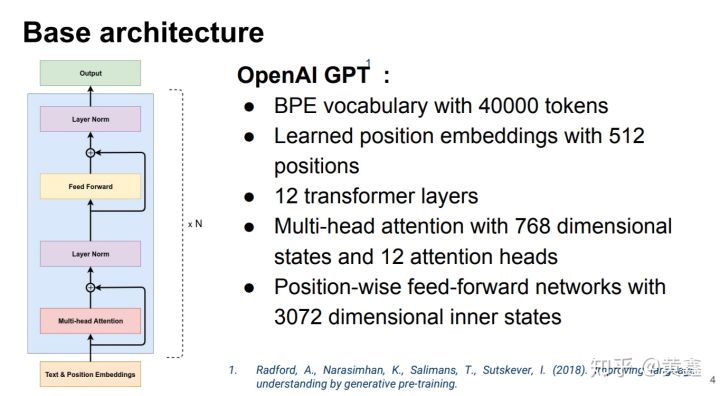 Base architecture
Output
Layer Norm
Feed Forward
Layer Norm
Multi-head Attention
Text & Position Embeddings
x N
OpenAI GPT 1 :
● BPE vocabulary with 40000 tokens
● Learned position embeddings with 512
positions
● 12 transformer layers
● Multi-head attention with 768 dimensional
states and 12 attention heads
● Position-wise feed-forward networks with
3072 dimensional inner states
1. Radford, A., Narasimhan, K., Salimans, T., Sutskever, I. (2018). Improving language
understanding by generative pre-training.
知乎 @黄鑫
4